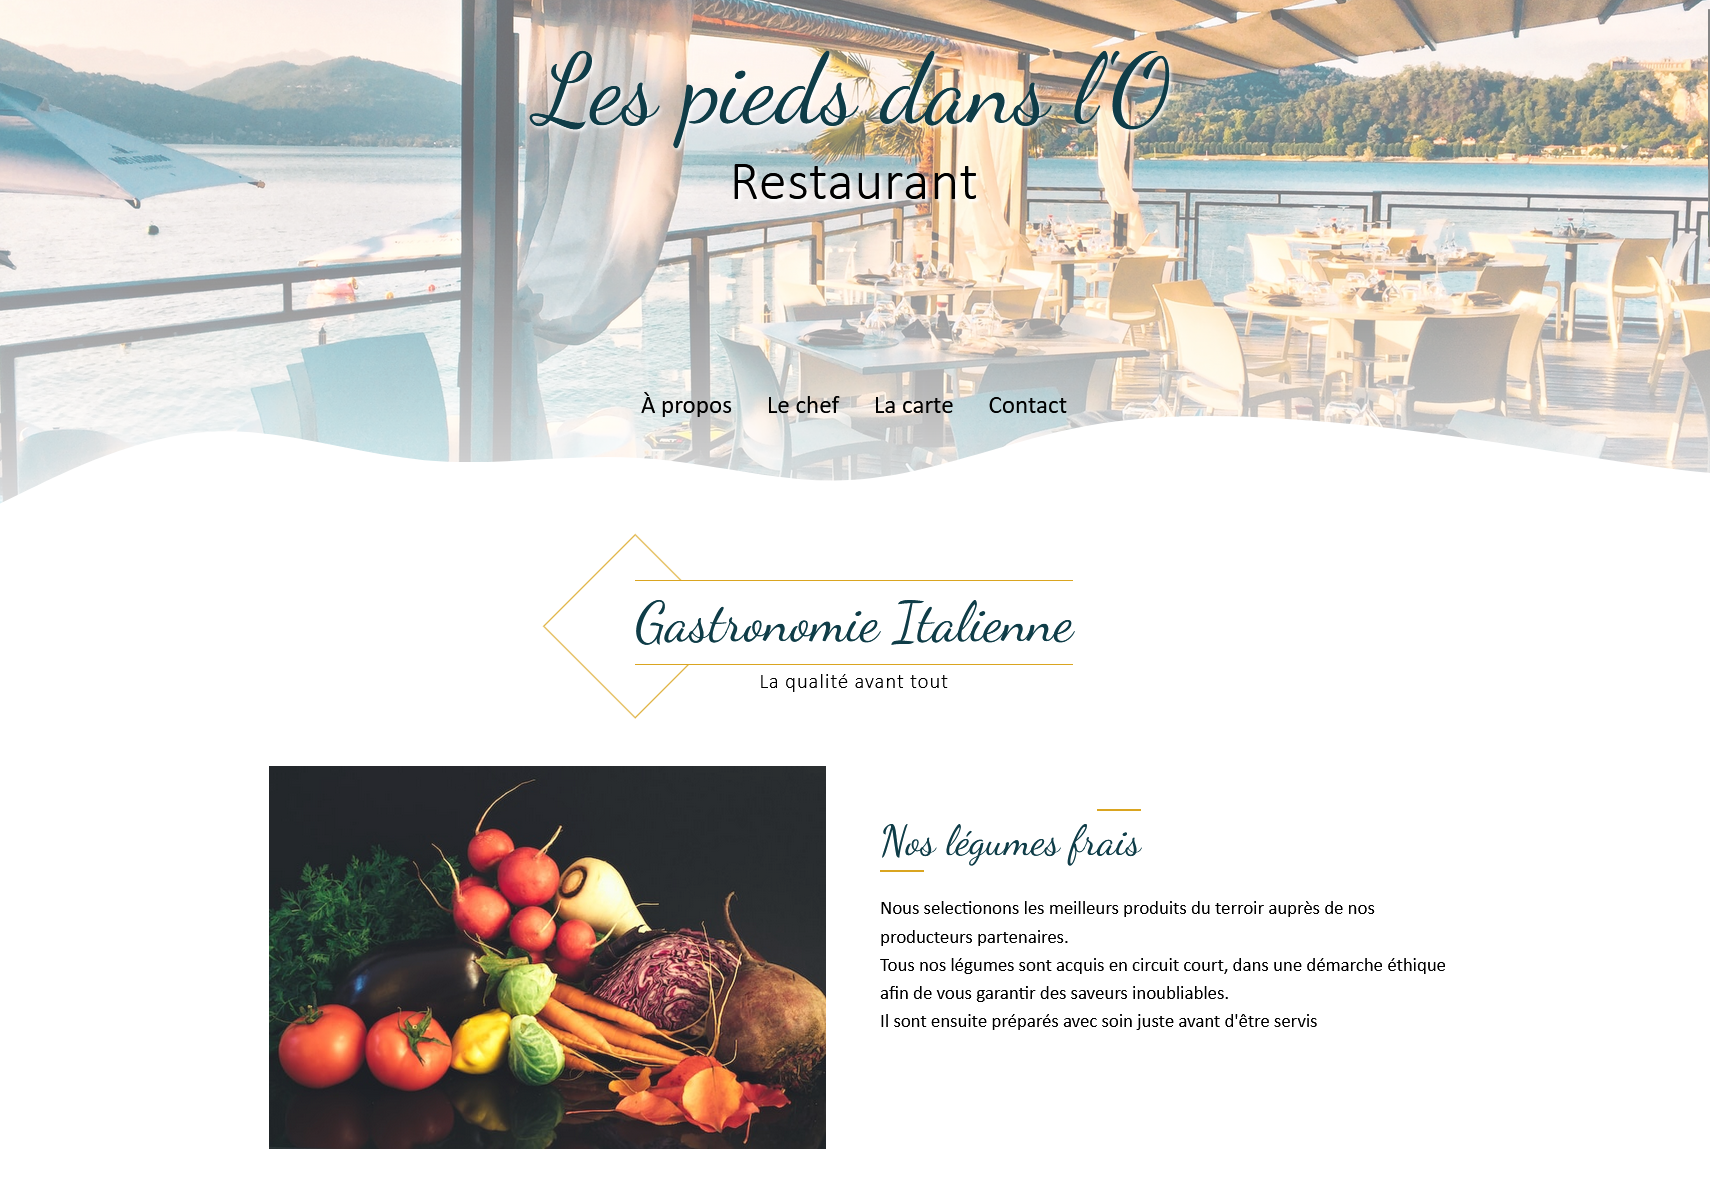 Les pieds dans l'O
Restaurant
À propos Le chef La carte Contact
Gastronomie Italienne
La qualité avant tout
Nos légumes frais
Nous selectionons les meilleurs produits du terroir auprès de nos
producteurs partenaires.
Tous nos légumes sont acquis en circuit court, dans une démarche éthique
afin de vous garantir des saveurs inoubliables.
Il sont ensuite préparés avec soin juste avant d'être servis